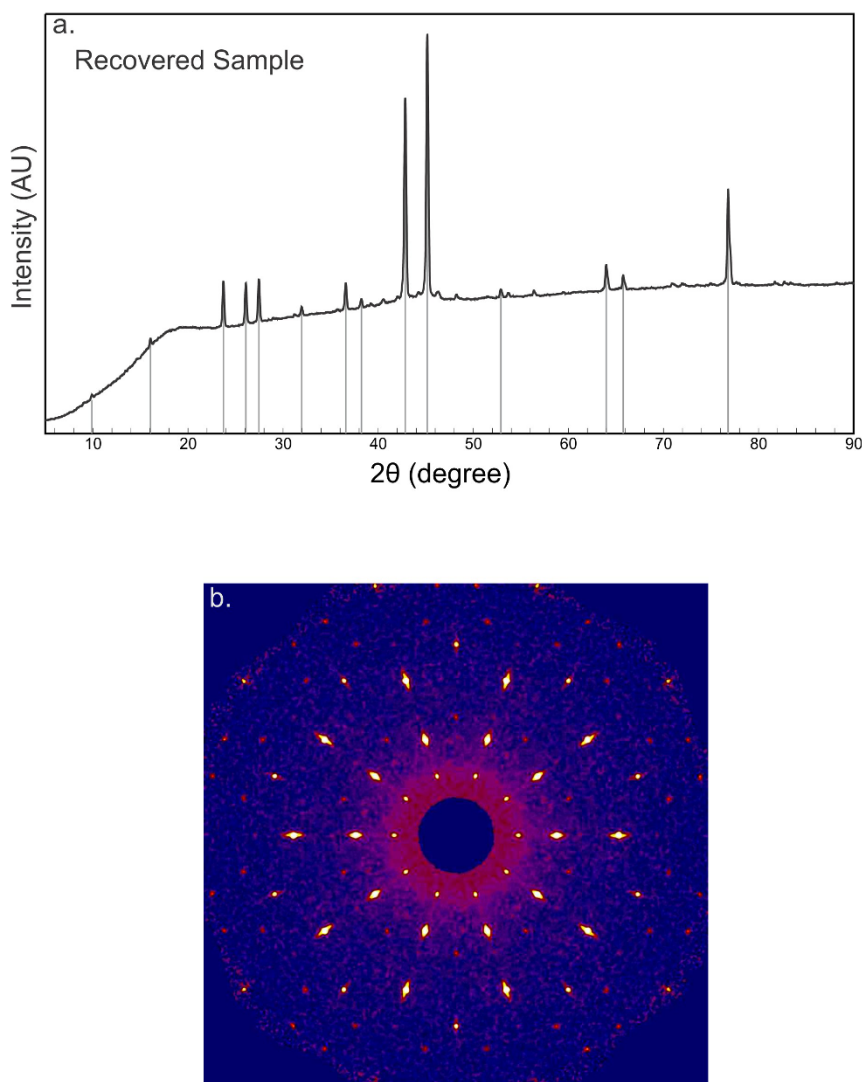 a.
Recovered Sample
Intensity (AU)
10 20 30 40 50 60 70 80 90
2θ (degree)
b.